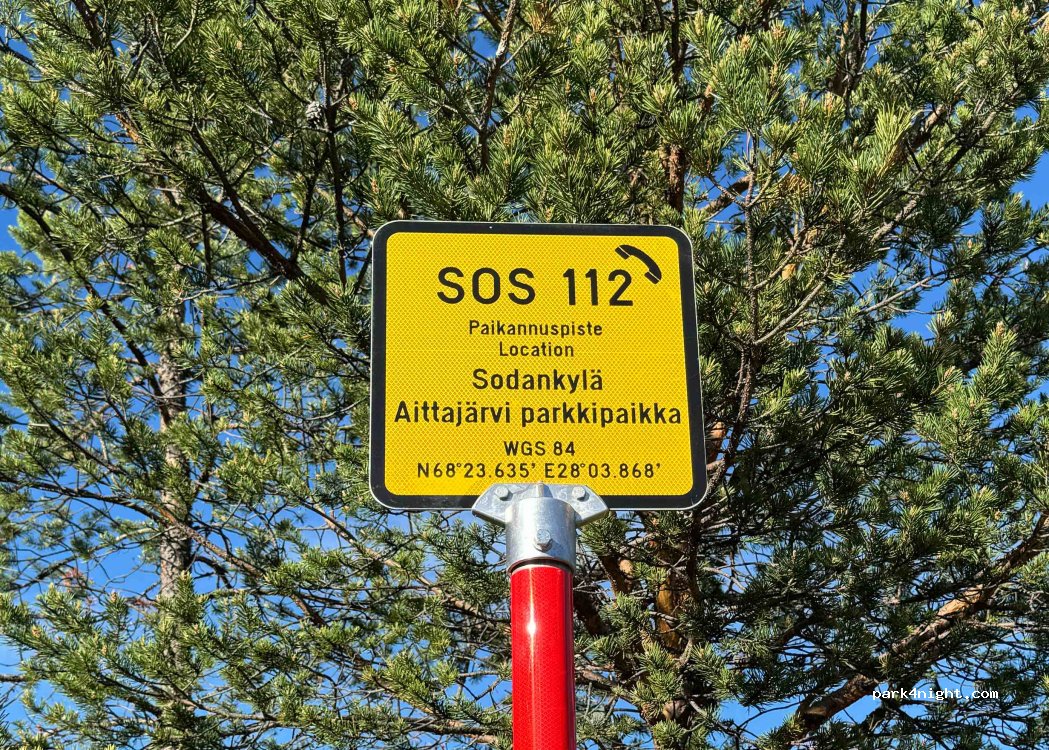 SOS 112
Paikannuspiste
Location
Sodankylä
Aittajärvi parkkipaikka
WGS 84
N68°23.635' E28°03.868'
park4night.com